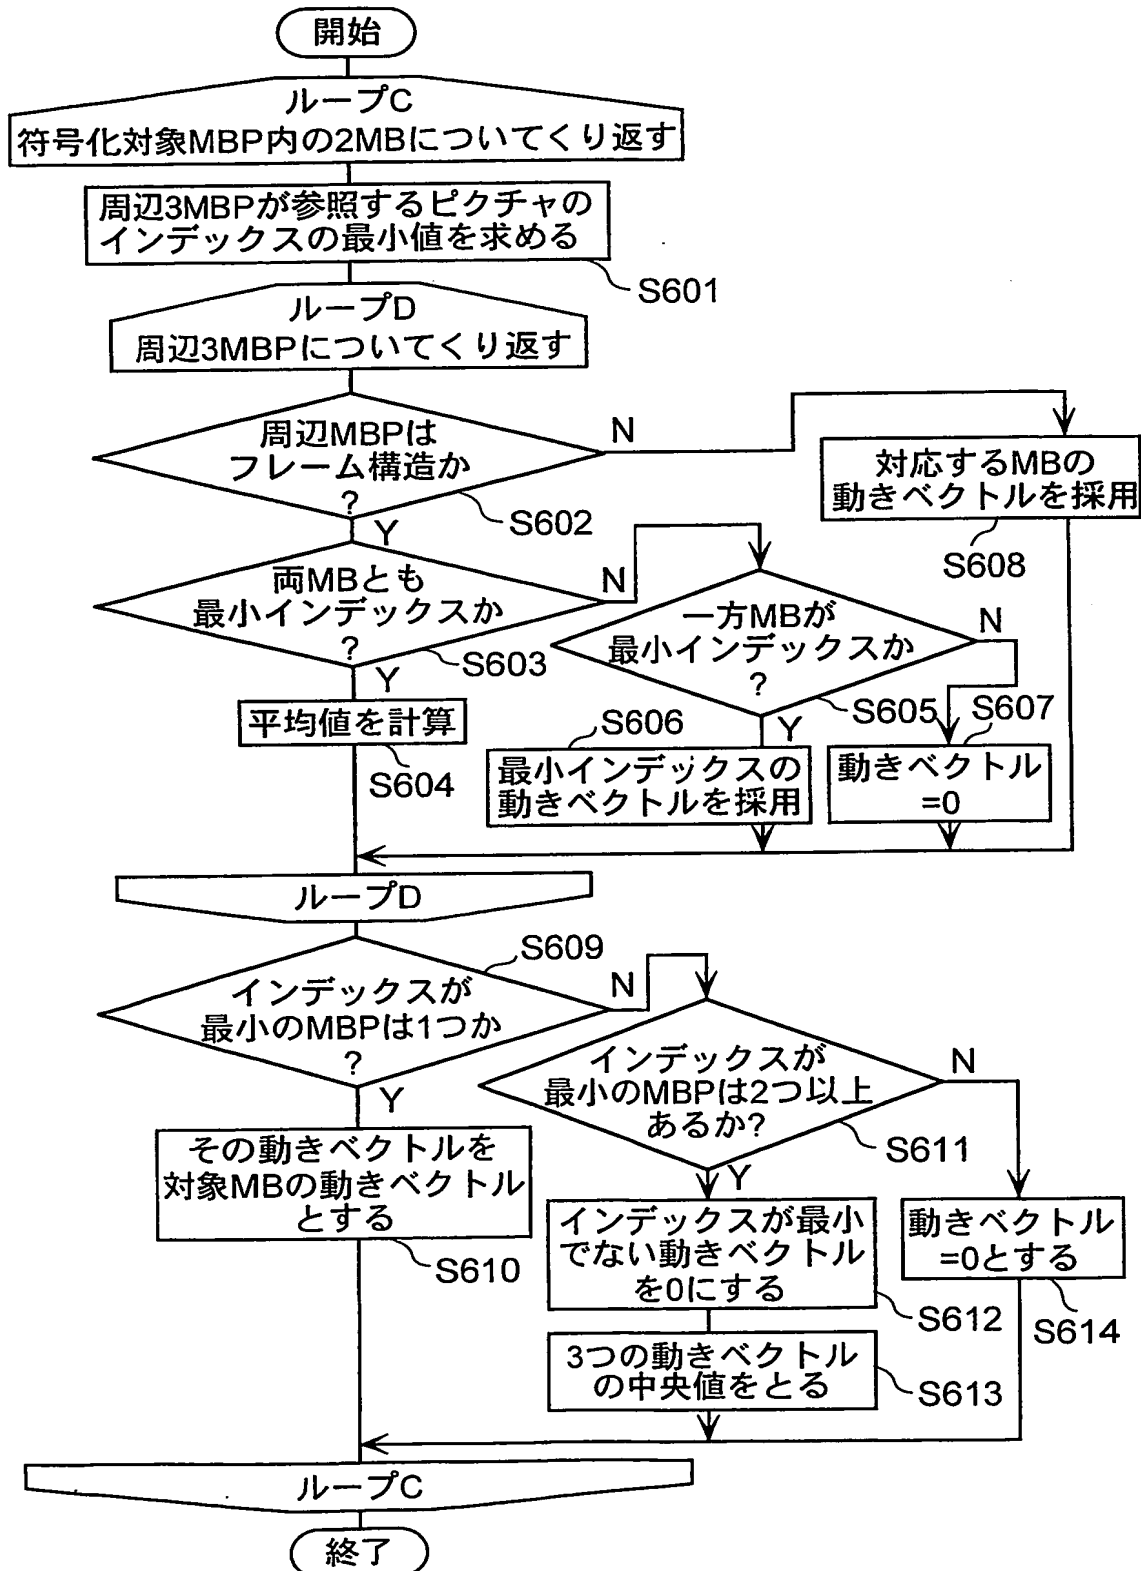 開始
ループC
符号化対象MBP内の2MBについてくり返す
周辺3MBPが参照するピクチャの
インデックスの最小値を求める
S601
ループD
周辺3MBPについてくり返す
周辺MBPは
フレーム構造か
?
N
S602
Y
対応するMBの
動きベクトルを採用
S608
両MBとも
最小インデックスか
?
N
S603
Y
一方MBが
最小インデックスか
?
N
S605
Y
平均値を計算
S604
S606
最小インデックスの
動きベクトルを採用
S607
動きベクトル
=0
ループD
インデックスが
最小のMBPは1つか
?
S609
N
Y
インデックスが
最小のMBPは2つ以上
あるか?
N
S611
Y
その動きベクトルを
対象MBの動きベクトル
とする
S610
インデックスが最小
でない動きベクトル
を0にする
S612
動きベクトル
=0とする
S614
3つの動きベクトル
の中央値をとる
S613
ループC
終了